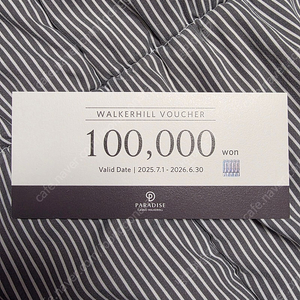 WALKERHILL VOUCHER
100,000 won
Valid Date | 2025.7.1 - 2026.6.30
PARADISE